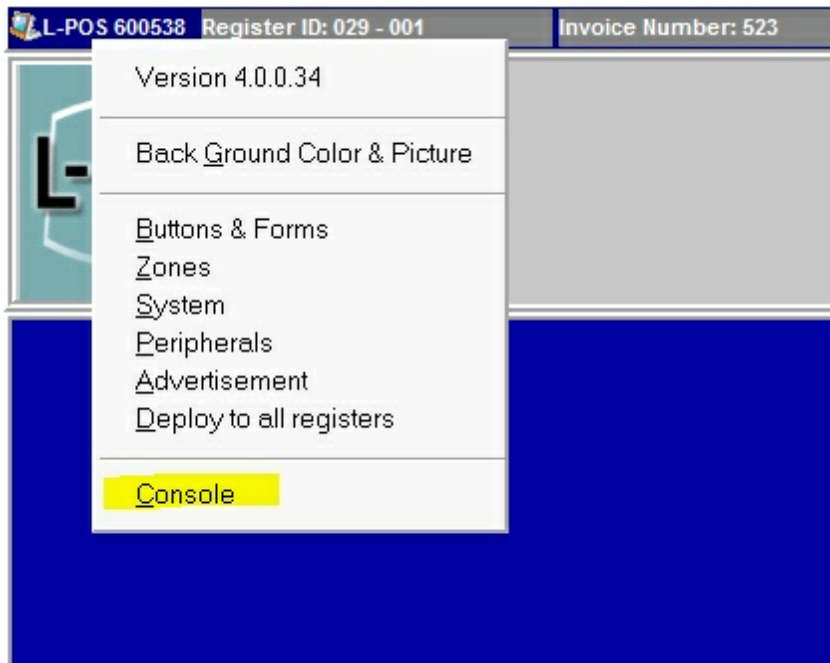 L-POS 600538 Register ID: 029 - 001 Invoice Number: 523
Version 4.0.0.34
Back Ground Color & Picture
L-
Buttons & Forms
Zones
System
Peripherals
Advertisement
Deploy to all registers
Console